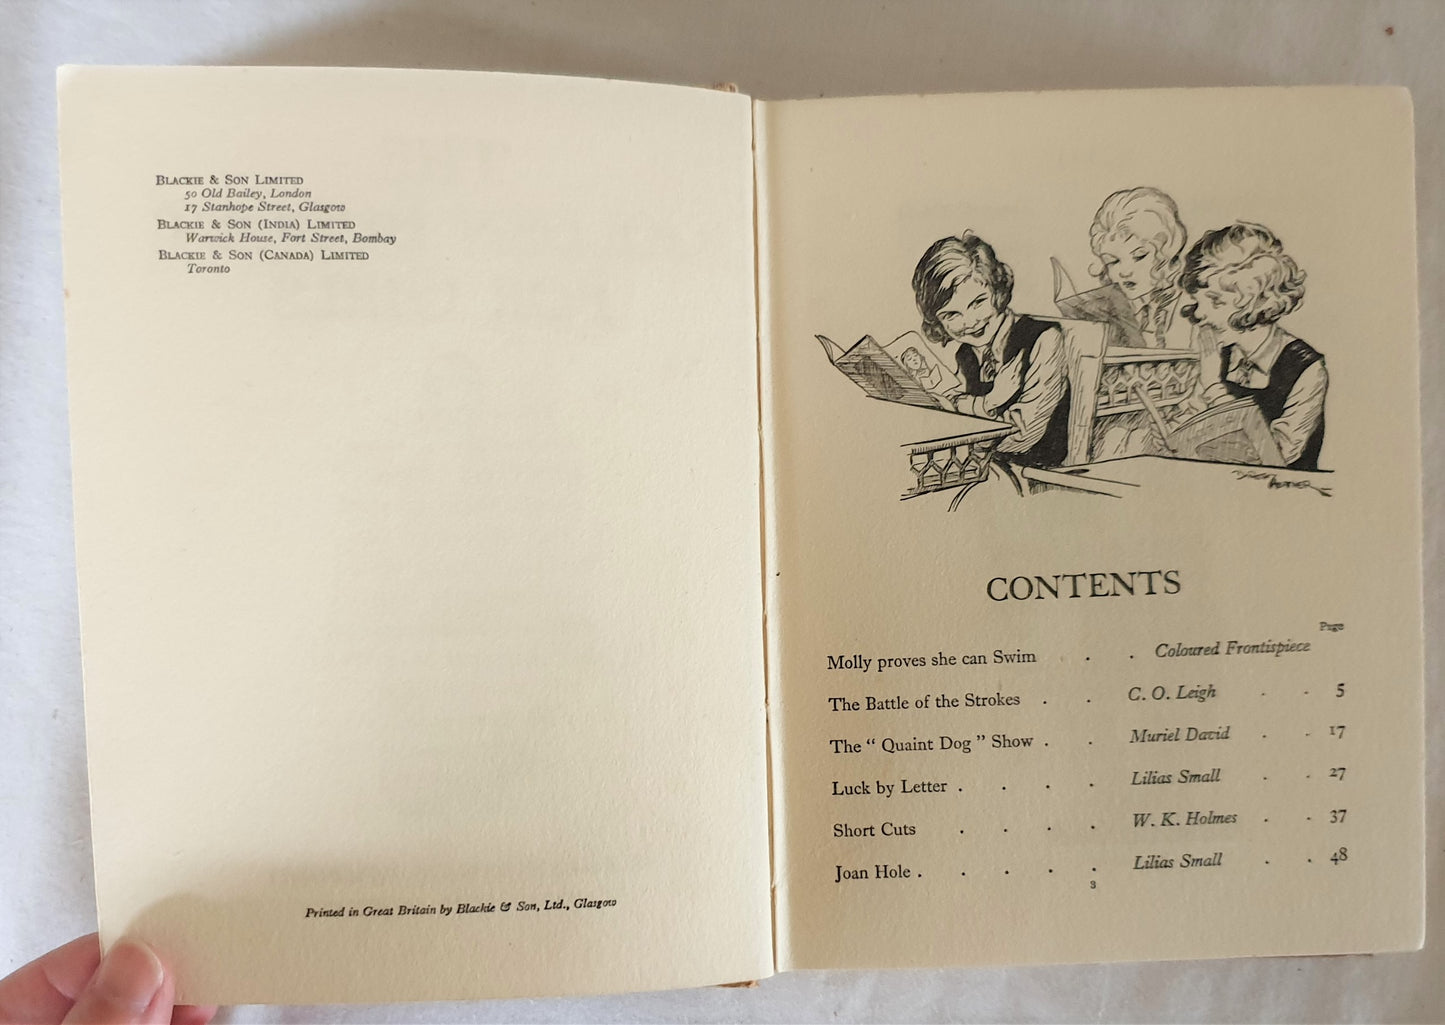 BLACKIE & SON LIMITED
50 Old Bailey, London
17 Stanhope Street, Glasgow
BLACKIE & SON (INDIA) LIMITED
Warwick House, Fort Street, Bombay
BLACKIE & SON (CANADA) LIMITED
Toronto
Printed in Great Britain by Blackie & Son, Ltd., Glasgow
CONTENTS
Page
Molly proves she can Swim . . Coloured Frontispiece
The Battle of the Strokes . . C. O. Leigh . . 5
The “ Quaint Dog ” Show . . Muriel David . . 17
Luck by Letter . . . . Lilias Small . . 27
Short Cuts . . . . W. K. Holmes . . 37
Joan Hole . . . . . Lilias Small . . 48
3